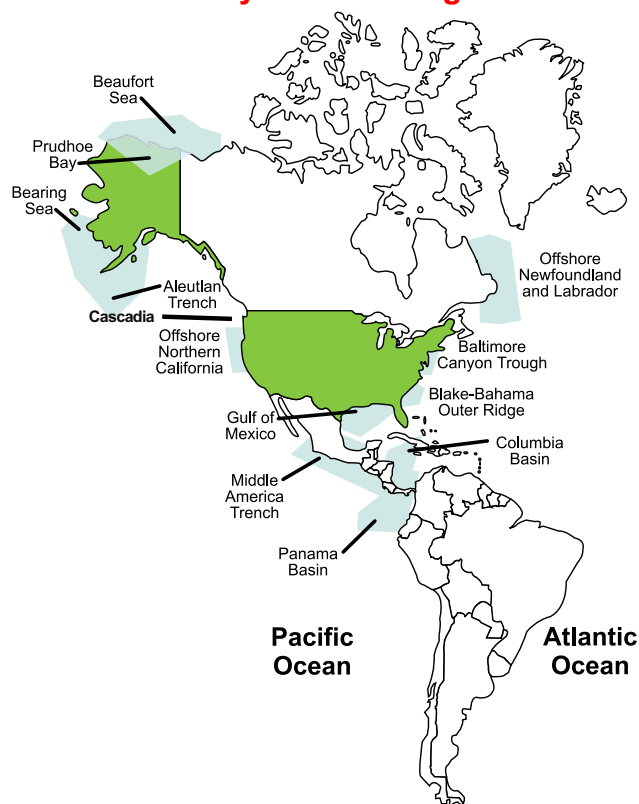 Beaufort
Sea
Prudhoe
Bay
Bearing
Sea
Aleutlan
Trench
Cascadia
Offshore
Northern
California
Offshore
Newfoundland
and Labrador
Baltimore
Canyon Trough
Blake-Bahama
Outer Ridge
Gulf of
Mexico
Columbia
Basin
Middle
America
Trench
Panama
Basin
Pacific
Ocean
Atlantic
Ocean